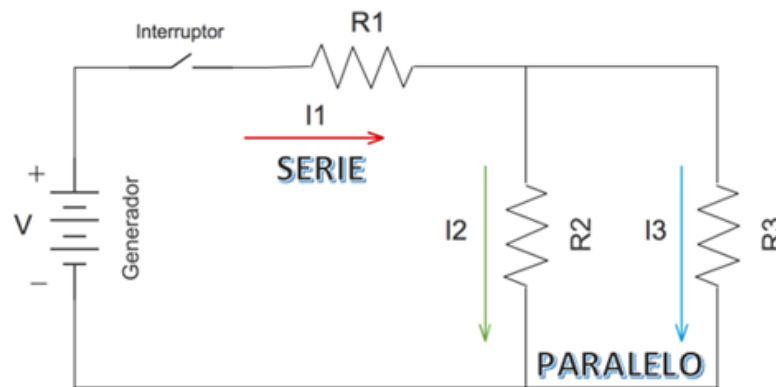 R1
Interruptor
I1
SERIE
+
V
Generador
−
I2
R2
I3
R3
PARALELO